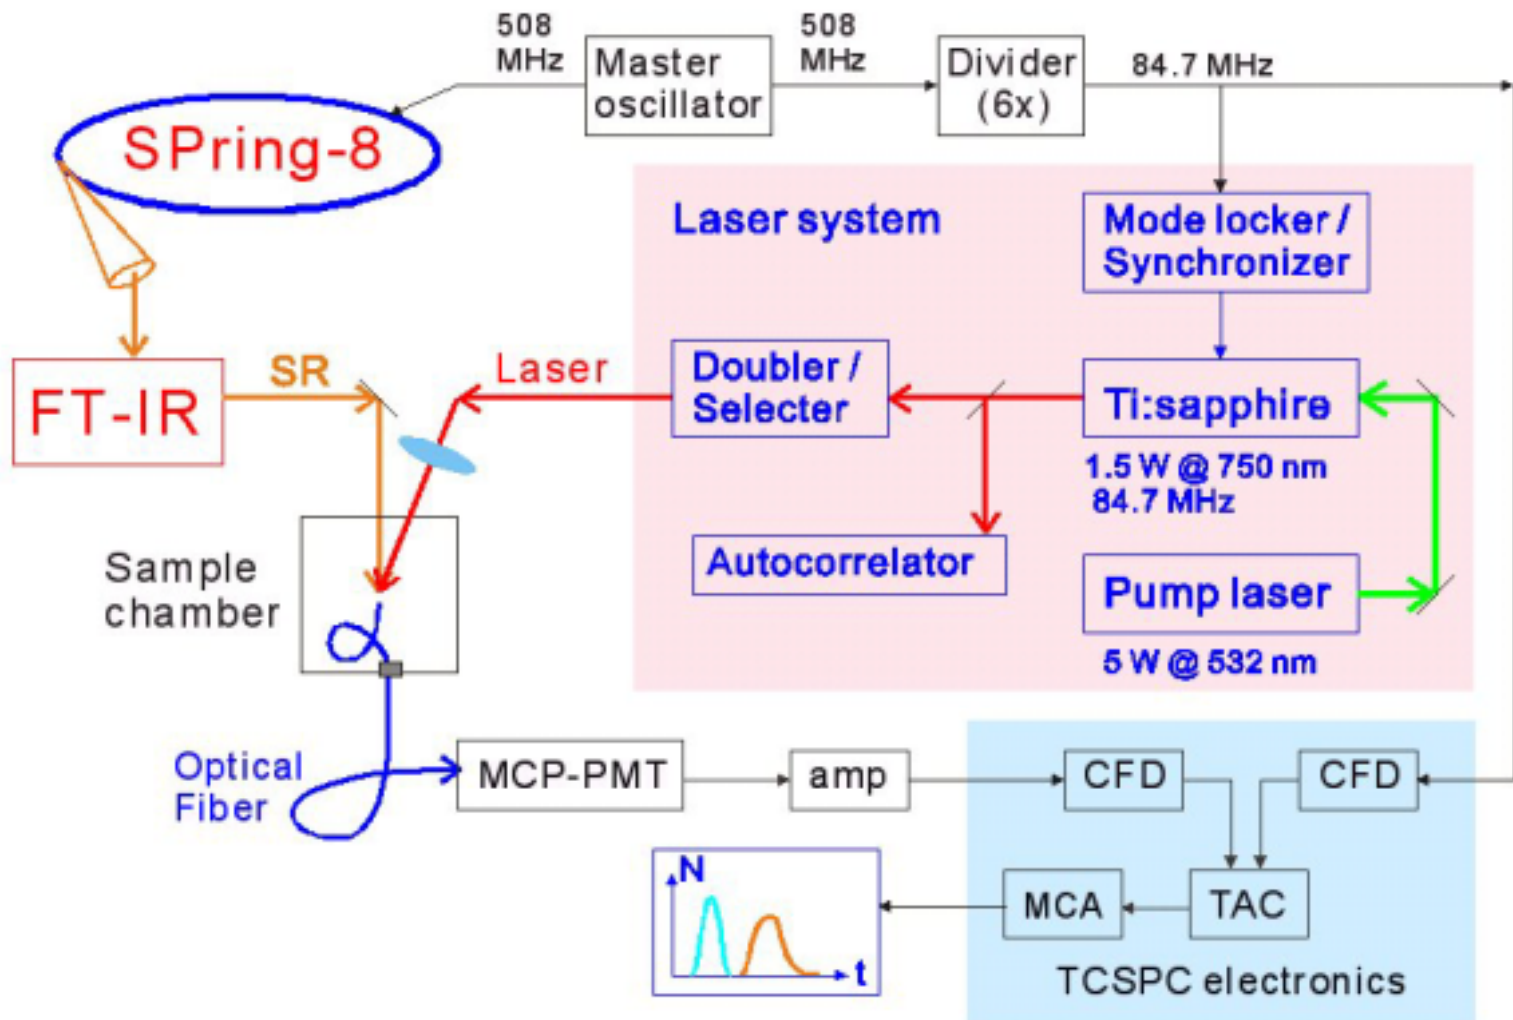 508
MHz
Master
oscillator
508
MHz
Divider
(6x)
84.7 MHz
SPring-8
Laser system
Mode locker /
Synchronizer
FT-IR
SR
Laser
Doubler /
Selecter
Ti:sapphire
1.5 W @ 750 nm
84.7 MHz
Autocorrelator
Pump laser
5 W @ 532 nm
Sample
chamber
Optical
Fiber
MCP-PMT
amp
CFD
CFD
N
t
MCA
TAC
TCSPC electronics